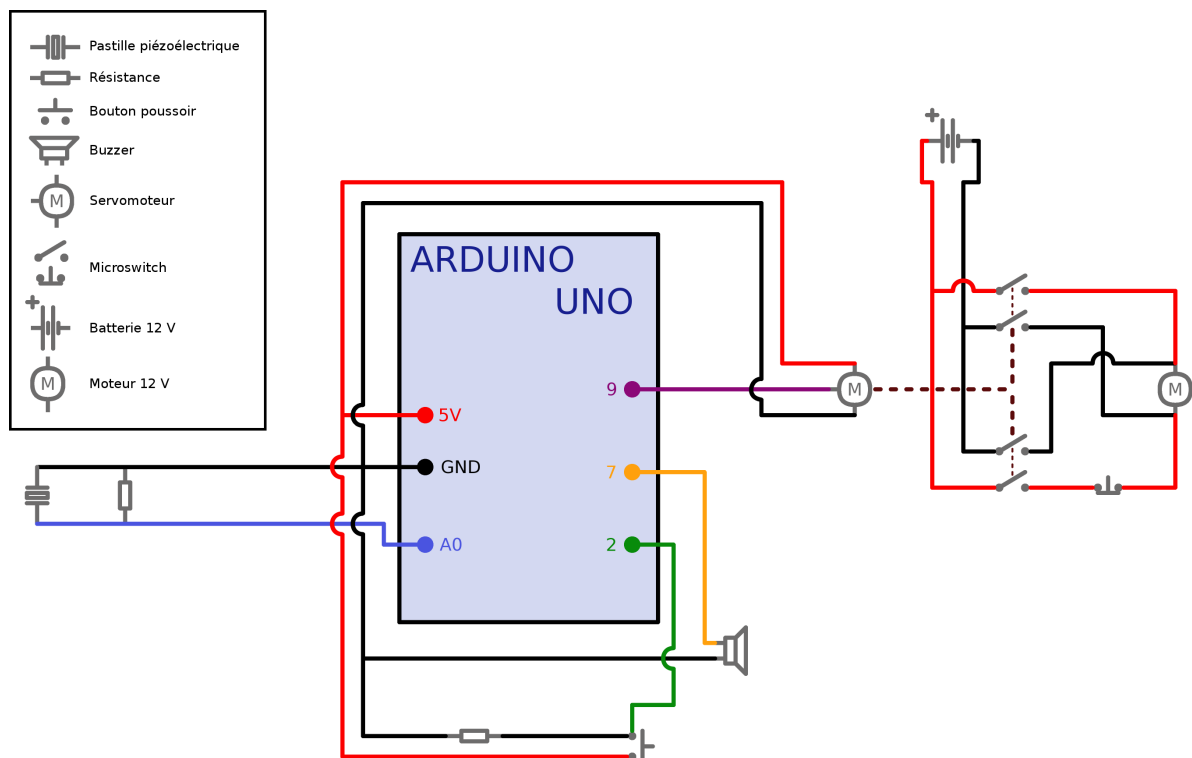 Pastille piézoélectrique
Résistance
Bouton poussoir
Buzzer
M
Servomoteur
Microswitch
+
Batterie 12 V
M
Moteur 12 V
ARDUINO
UNO
5V
GND
A0
9
7
2
M
+
M